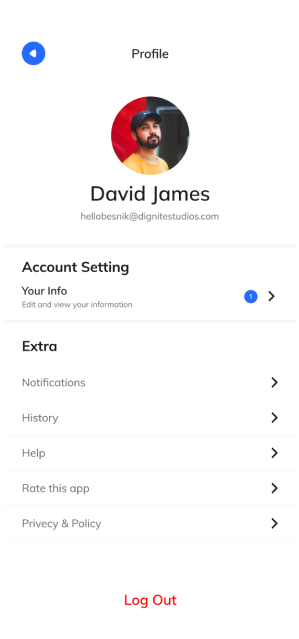 Profile
David James
hellobesnik@dignitestudios.com
Account Setting
Your Info
Edit and view your information
1
Extra
Notifications
History
Help
Rate this app
Privecy & Policy
Log Out